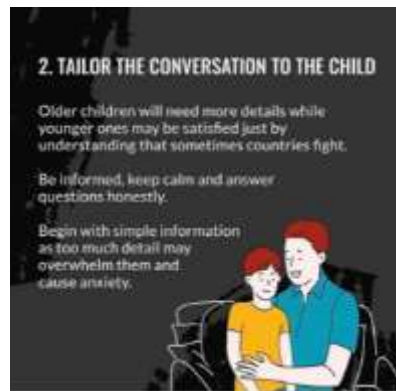 2. TAILOR THE CONVERSATION TO THE CHILD
Older children will need more details while
younger ones may be satisfied just by
understanding that sometimes countries fight.
Be informed, keep calm and answer
questions honestly.
Begin with simple information
as too much detail may
overwhelm them and
cause anxiety.